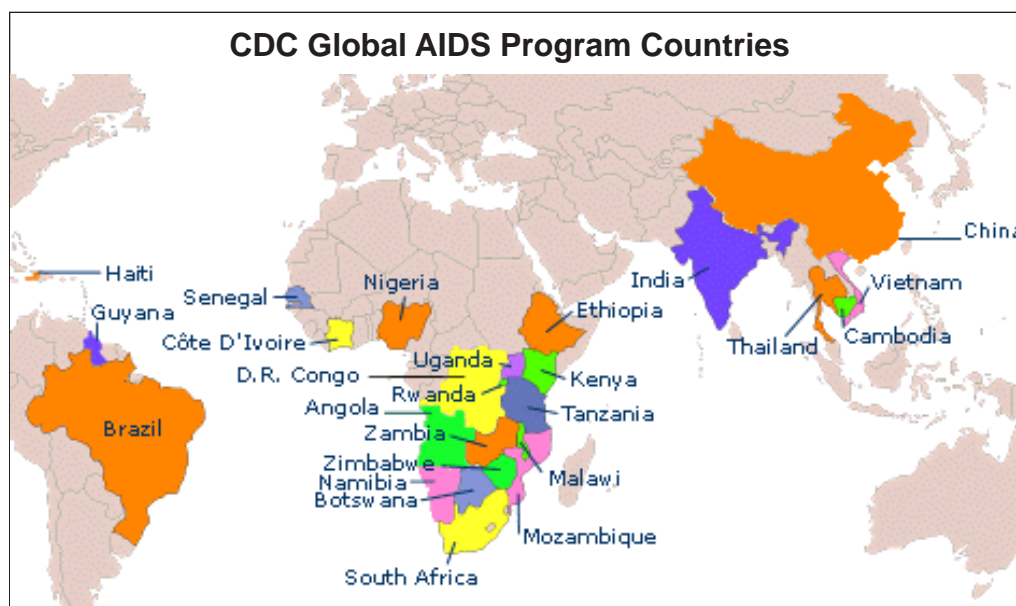 CDC Global AIDS Program Countries
China
Haiti
Nigeria
India
Vietnam
Senegal
Ethiopia
Guyana
Côte D'Ivoire
Thailand
Cambodia
Uganda
D.R. Congo
Kenya
Rwanda
Angola
Tanzania
Brazil
Zambia
Zimbabwe
Malawi
Namibia
Botswana
Mozambique
South Africa